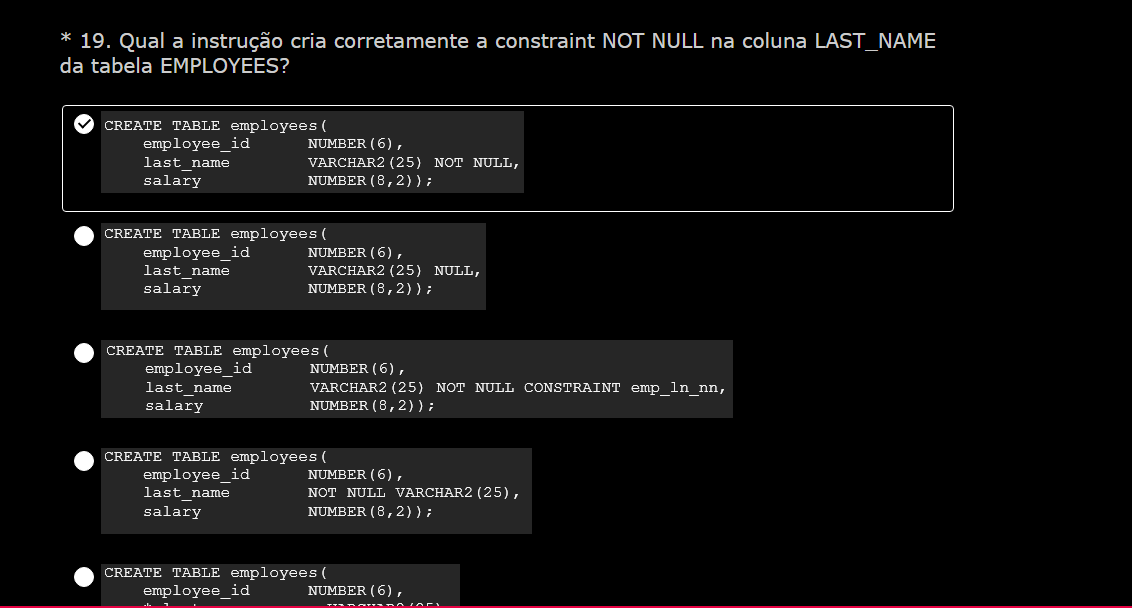 * 19. Qual a instrução cria corretamente a constraint NOT NULL na coluna LAST_NAME
da tabela EMPLOYEES?
CREATE TABLE employees(
employee_id NUMBER(6),
last_name VARCHAR2(25) NOT NULL,
salary NUMBER(8,2));
CREATE TABLE employees(
employee_id NUMBER(6),
last_name VARCHAR2(25) NULL,
salary NUMBER(8,2));
CREATE TABLE employees(
employee_id NUMBER(6),
last_name VARCHAR2(25) NOT NULL CONSTRAINT emp_ln_nn,
salary NUMBER(8,2));
CREATE TABLE employees(
employee_id NUMBER(6),
last_name NOT NULL VARCHAR2(25),
salary NUMBER(8,2));
CREATE TABLE employees(
employee_id NUMBER(6),